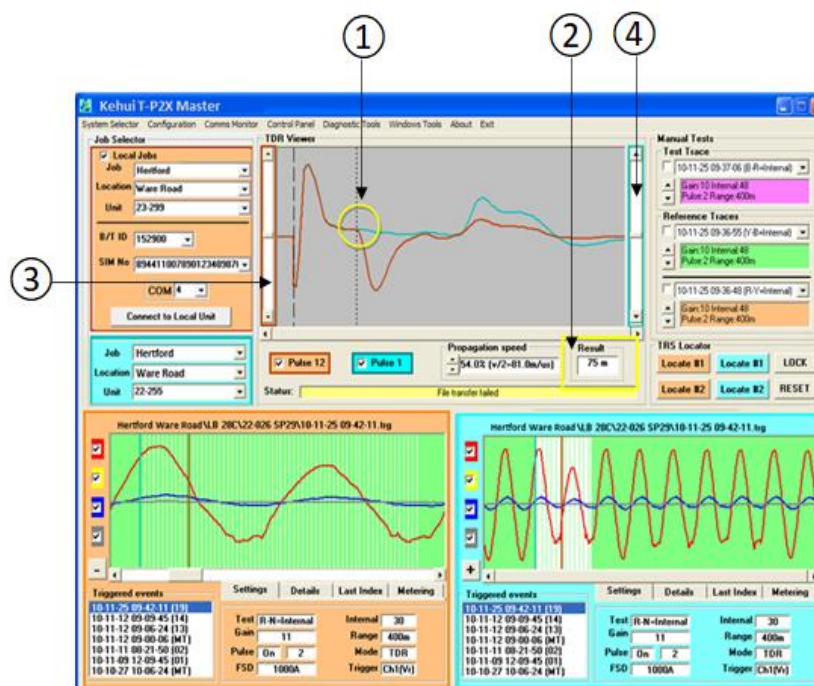 1
2
4
3
Kehui T-P2X Master
System Selector Configuration Comms Monitor Control Panel Diagnostic Tools Windows Tools About Exit
Job Selector
Local Jobs
Job Hertford
Location Ware Road
Unit 23-299
B/T ID 152900
SIM No
COM 4
Connect to Local Unit
Job Hertford
Location Ware Road
Unit 22-255
TDR Viewer
Pulse 12
Pulse 1
Propagation speed
54.0% (v/2=81.0m/us)
Result
75 m
Status: File transfer failed
Manual Tests
Test Trace
10-11-25 09-37-06 (B-R=Internal)
Gain:10 Internal:48
Pulse:2 Range:400m
Reference Traces
10-11-25 09-36-55 (Y-B=Internal)
Gain:10 Internal:48
Pulse:2 Range:400m
10-11-25 09-36-48 (R-Y=Internal)
Gain:10 Internal:48
Pulse:2 Range:400m
TRS Locator
Locate #1 Locate #1 LOCK
Locate #2 Locate #2 RESET
Hertford Ware Road\LB 28C\22-026 SP29\10-11-25 09-42-11.trg
-
Triggered events
10-11-25 09-42-11 (19)
10-11-12 09-09-45 (14)
10-11-12 09-06-24 (13)
10-11-12 09-00-06 (MT)
10-11-11 08-21-50 (02)
10-11-09 12-09-45 (01)
10-10-27 10-06-24 (MT)
Settings Details Last Index Metering
Test R-N=Internal Internal 30
Gain 11 Range 400m
Pulse On 2 Mode TDR
FSD 1000A Trigger Ch1(Vr)
Hertford Ware Road\LB 28C\22-026 SP29\10-11-25 09-42-11.trg
+
Triggered events
10-11-25 09-42-11 (19)
10-11-12 09-09-45 (14)
10-11-12 09-06-24 (13)
10-11-12 09-00-06 (MT)
10-11-11 08-21-50 (02)
10-11-09 12-09-45 (01)
10-10-27 10-06-24 (MT)
Settings Details Last Index Metering
Test R-N=Internal Internal 30
Gain 11 Range 400m
Pulse On 2 Mode TDR
FSD 1000A Trigger Ch1(Vr)